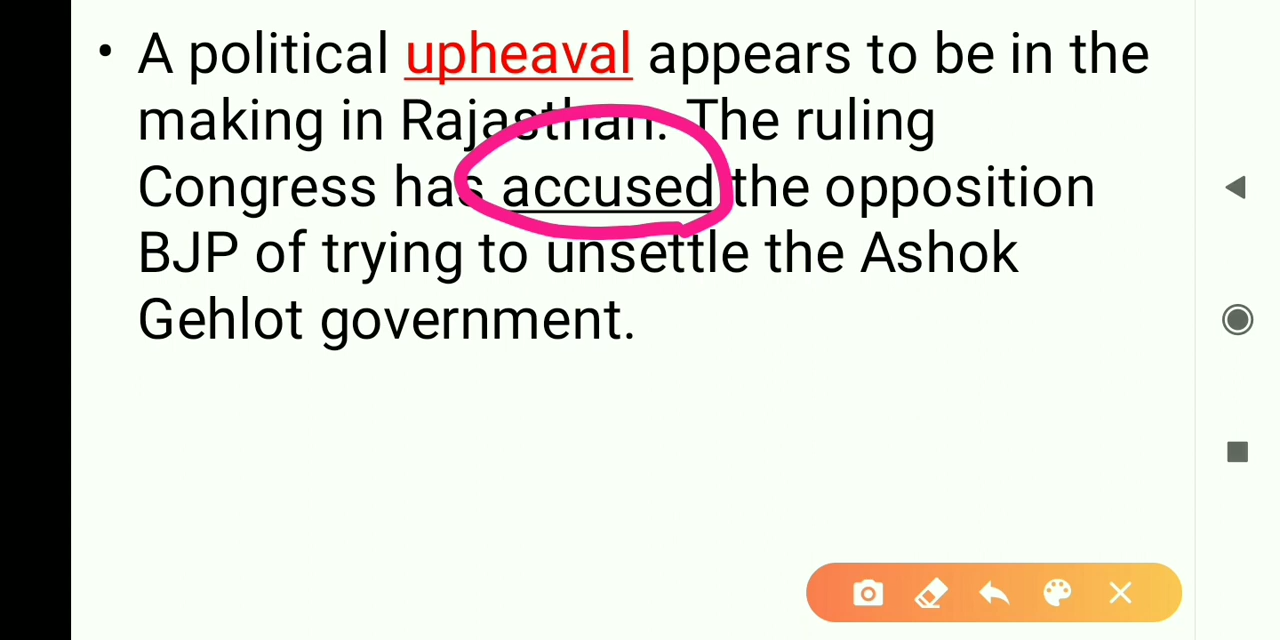 • A political upheaval appears to be in the
making in Rajasthan. The ruling
Congress has accused the opposition
BJP of trying to unsettle the Ashok
Gehlot government.